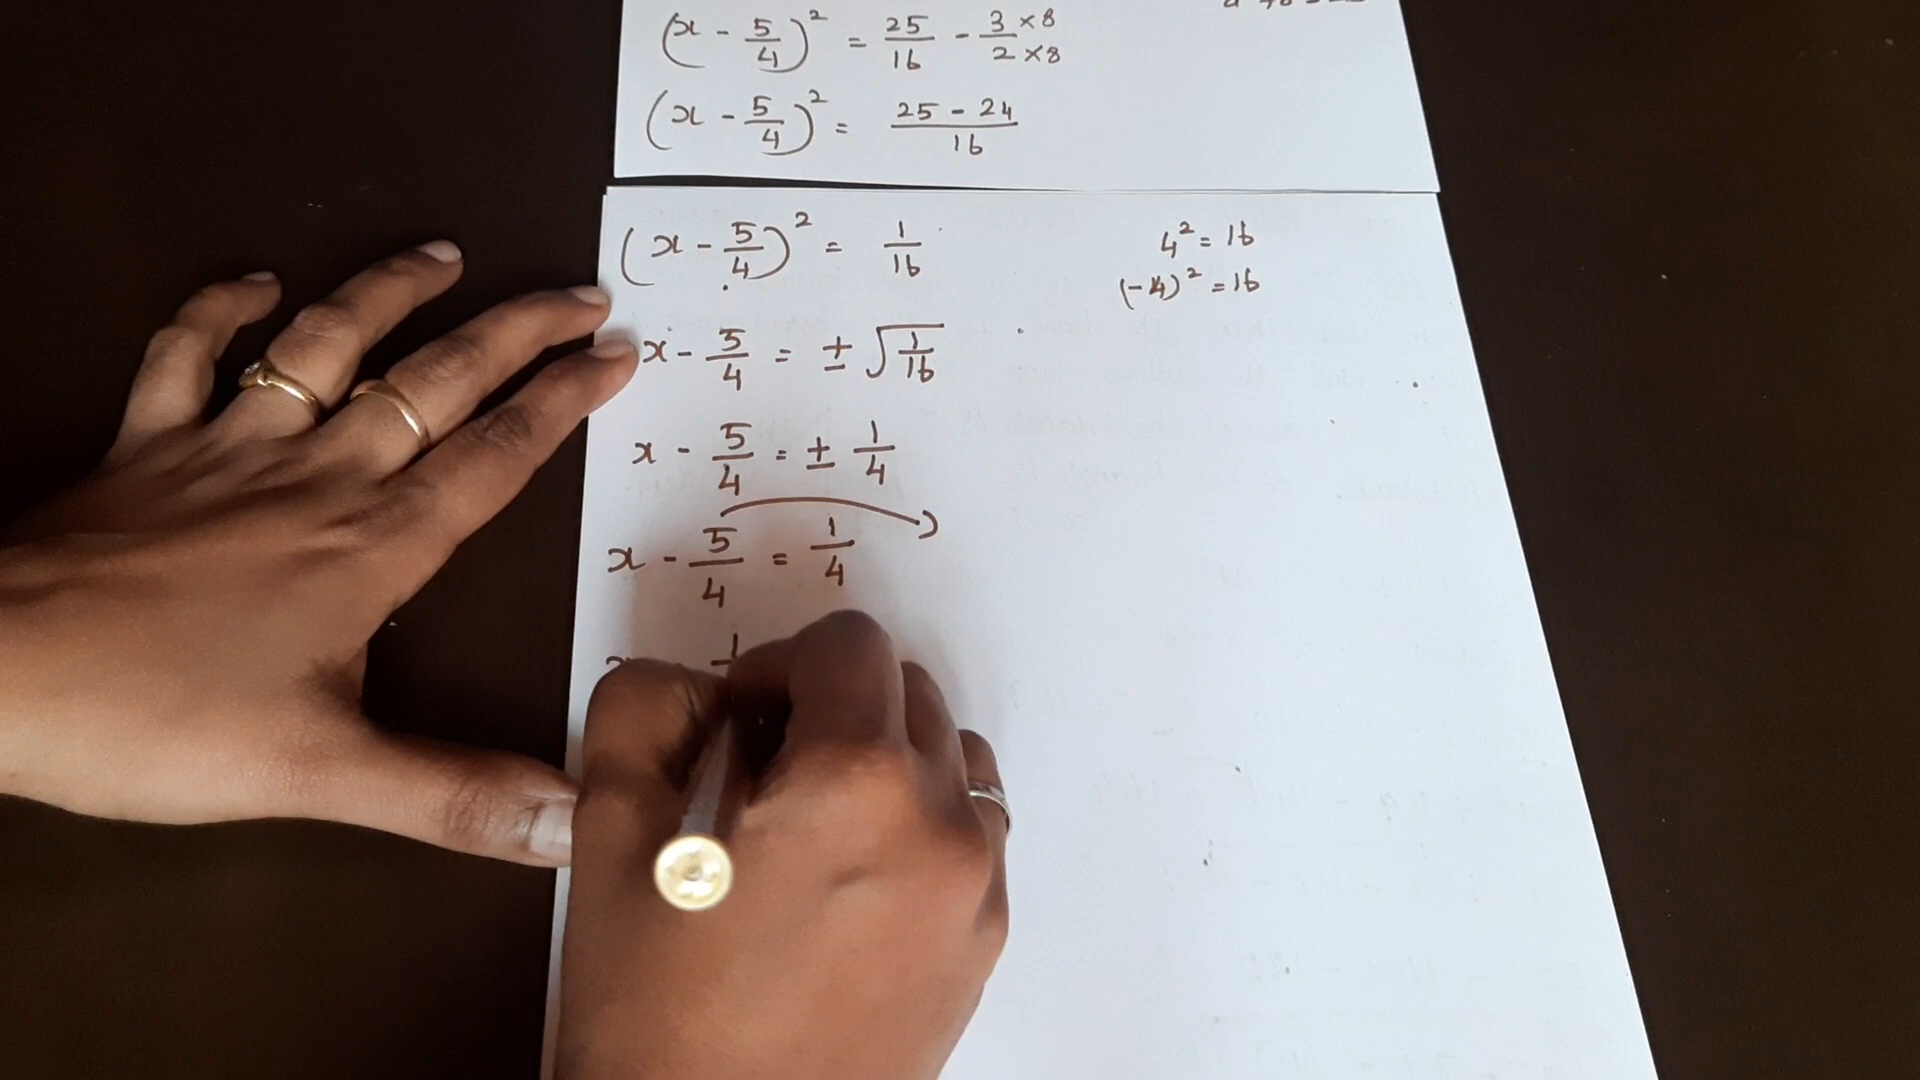 (x - 5/4)² = 25/16 - 3×8/2×8
(x - 5/4)² = 25 - 24/16
(x - 5/4)² = 1/16
4² = 16
(-4)² = 16
x - 5/4 = ± √1/16
x - 5/4 = ± 1/4
x - 5/4 = 1/4
x = 1